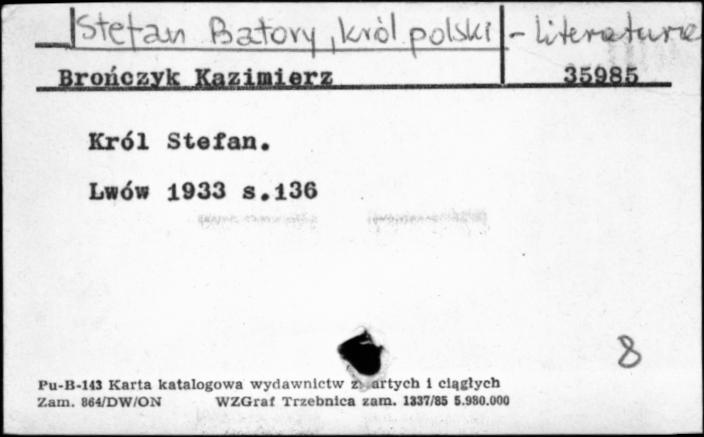 Stefan Batory, król polski - literatura
Brończyk Kazimierz 35985
Król Stefan.
Lwów 1933 s.136
8
Pu-B-143 Karta katalogowa wydawnictw z artych i ciągłych
Zam. 864/DW/ON WZGraf Trzebnica zam. 1337/85 5.980.000